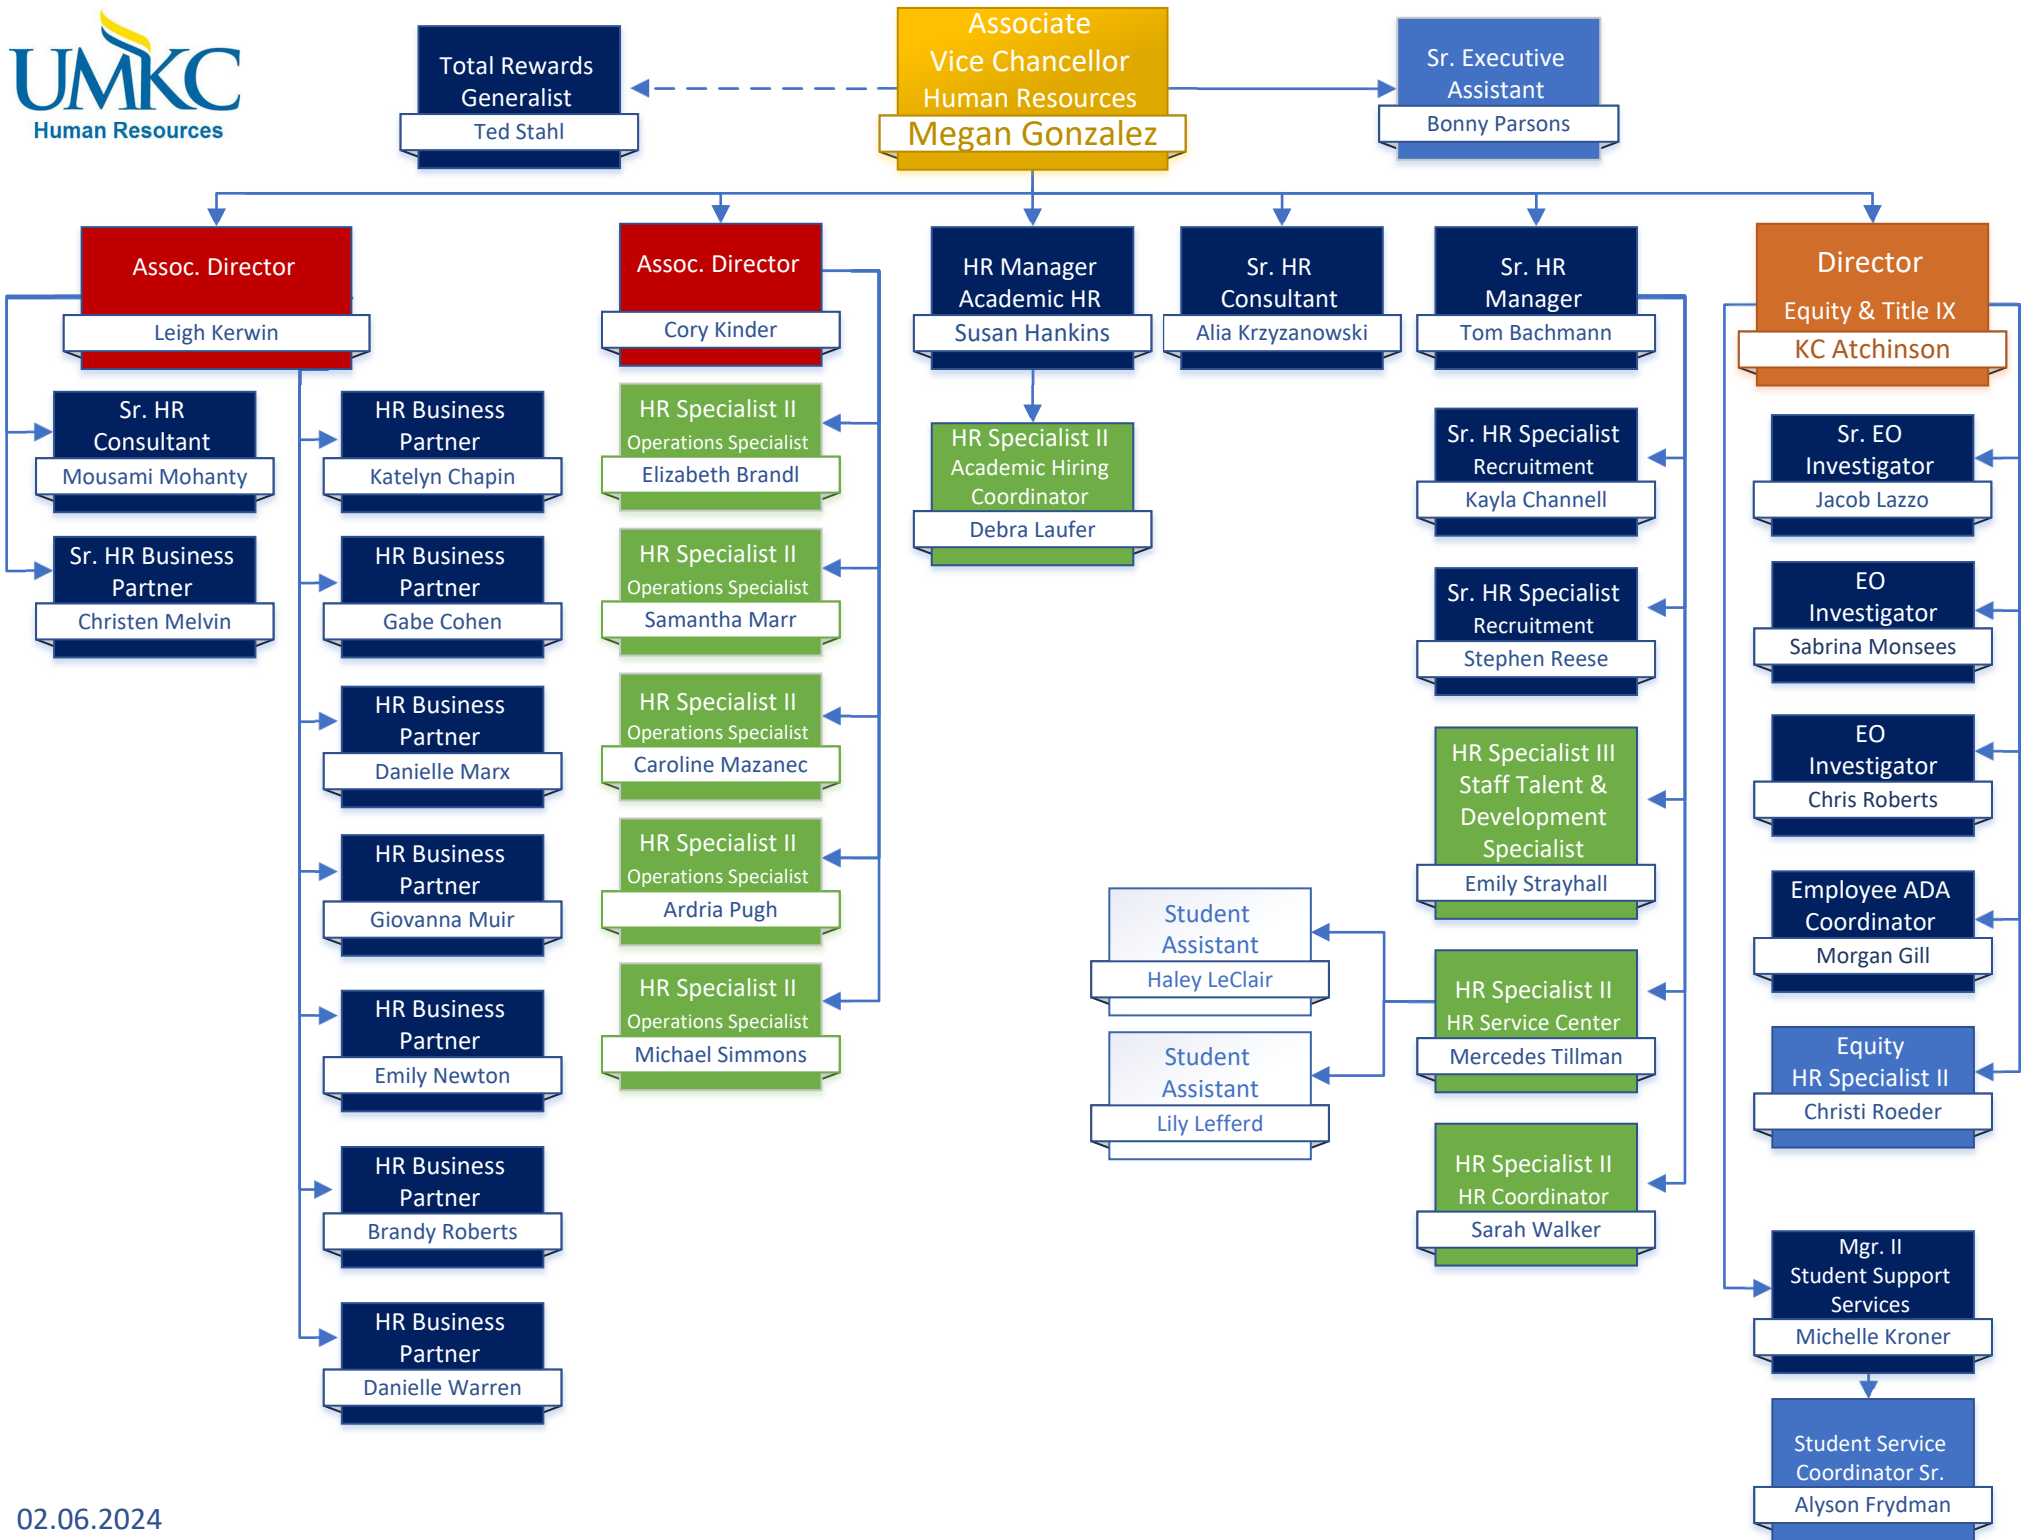 UMKC
Human Resources
Total Rewards
Generalist
Ted Stahl
Associate
Vice Chancellor
Human Resources
Megan Gonzalez
Sr. Executive
Assistant
Bonny Parsons
Assoc. Director
Leigh Kerwin
Assoc. Director
Cory Kinder
HR Manager
Academic HR
Susan Hankins
Sr. HR
Consultant
Alia Krzyzanowski
Sr. HR
Manager
Tom Bachmann
Director
Equity & Title IX
KC Atchinson
Sr. HR
Consultant
Mousami Mohanty
Sr. HR Business
Partner
Christen Melvin
HR Business
Partner
Katelyn Chapin
HR Business
Partner
Gabe Cohen
HR Business
Partner
Danielle Marx
HR Business
Partner
Giovanna Muir
HR Business
Partner
Emily Newton
HR Business
Partner
Brandy Roberts
HR Business
Partner
Danielle Warren
HR Specialist II
Operations Specialist
Elizabeth Brandl
HR Specialist II
Operations Specialist
Samantha Marr
HR Specialist II
Operations Specialist
Caroline Mazanec
HR Specialist II
Operations Specialist
Ardria Pugh
HR Specialist II
Operations Specialist
Michael Simmons
HR Specialist II
Academic Hiring
Coordinator
Debra Laufer
Sr. HR Specialist
Recruitment
Kayla Channell
Sr. HR Specialist
Recruitment
Stephen Reese
HR Specialist III
Staff Talent &
Development
Specialist
Emily Strayhall
Student
Assistant
Haley LeClair
Student
Assistant
Lily Lefferd
HR Specialist II
HR Service Center
Mercedes Tillman
HR Specialist II
HR Coordinator
Sarah Walker
Sr. EO
Investigator
Jacob Lazzo
EO
Investigator
Sabrina Monsees
EO
Investigator
Chris Roberts
Employee ADA
Coordinator
Morgan Gill
Equity
HR Specialist II
Christi Roeder
Mgr. II
Student Support
Services
Michelle Kroner
Student Service
Coordinator Sr.
Alyson Frydman
02.06.2024